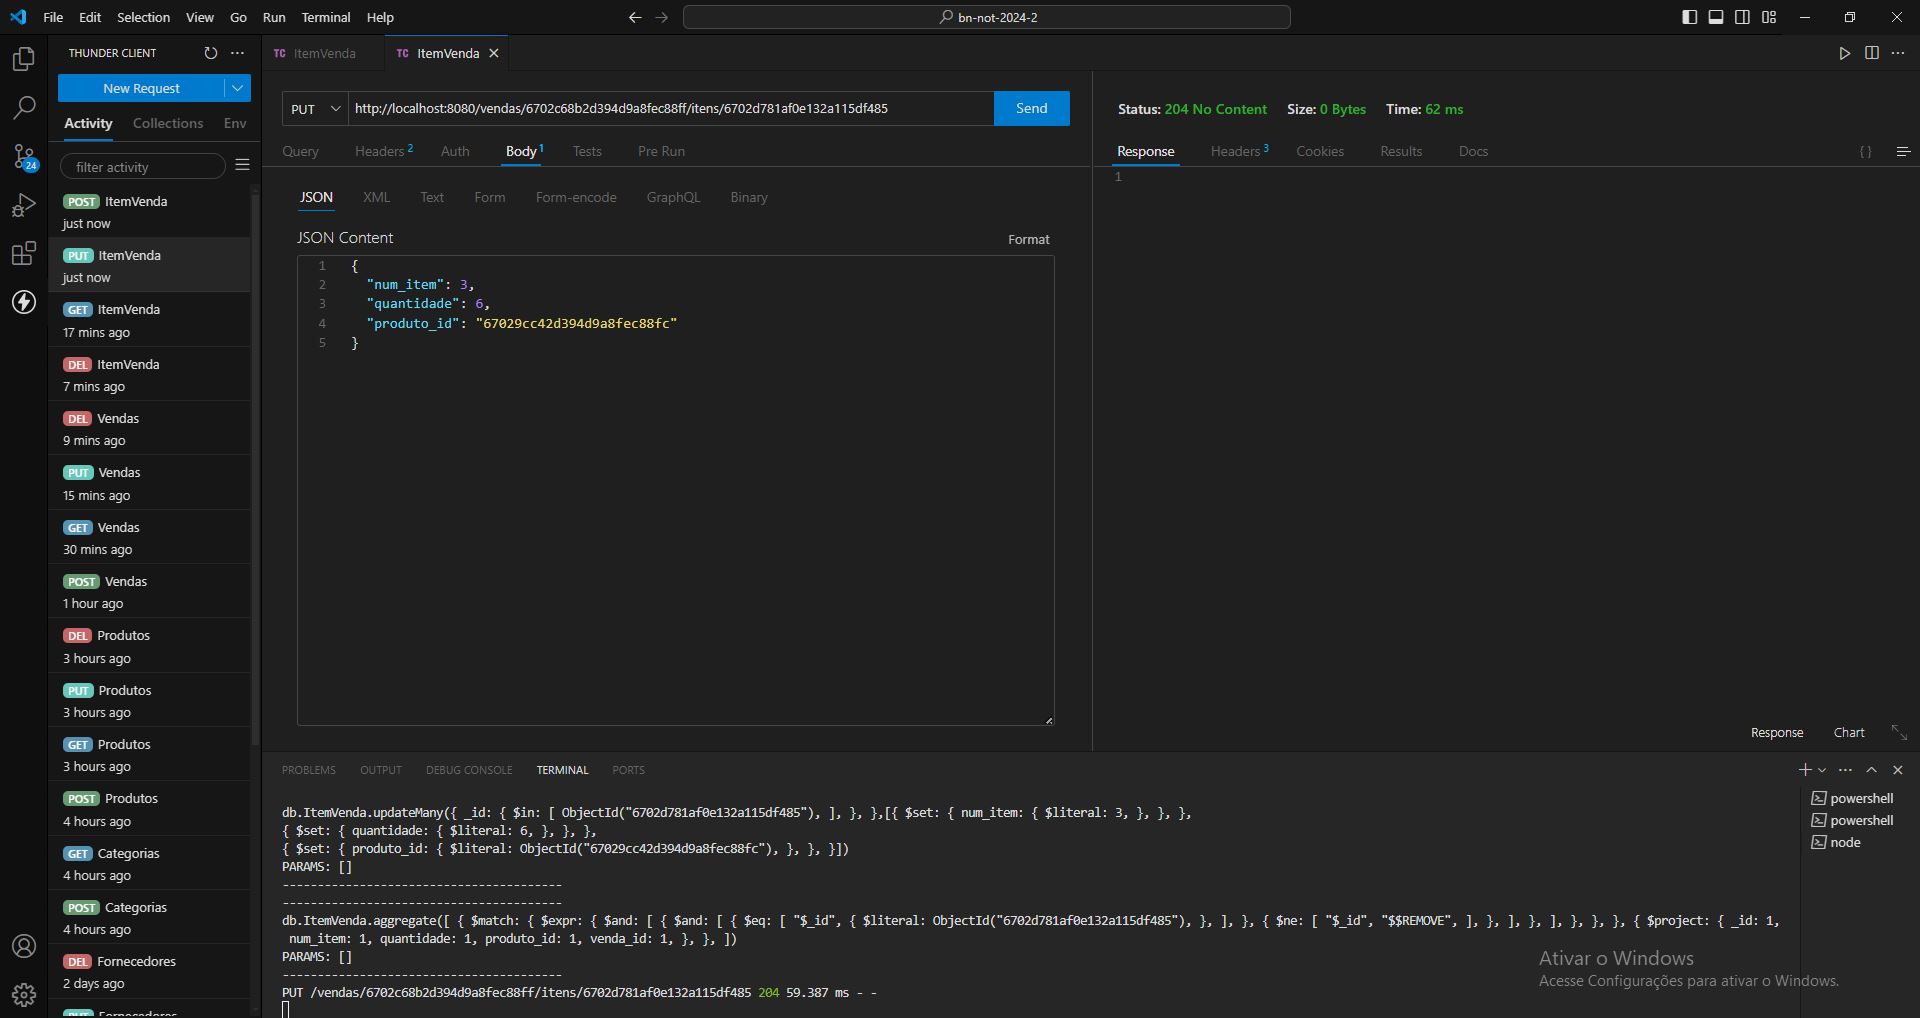 File Edit Selection View Go Run Terminal Help
bn-not-2024-2
THUNDER CLIENT
New Request
Activity Collections Env
filter activity
24
POST ItemVenda
just now
PUT ItemVenda
just now
GET ItemVenda
17 mins ago
DEL ItemVenda
7 mins ago
DEL Vendas
9 mins ago
PUT Vendas
15 mins ago
GET Vendas
30 mins ago
POST Vendas
1 hour ago
DEL Produtos
3 hours ago
PUT Produtos
3 hours ago
GET Produtos
3 hours ago
POST Produtos
4 hours ago
GET Categorias
4 hours ago
POST Categorias
4 hours ago
DEL Fornecedores
2 days ago
PUT Fornecedores
TC ItemVenda TC ItemVenda
PUT http://localhost:8080/vendas/6702c68b2d394d9a8fec88ff/itens/6702d781af0e132a115df485 Send
Query Headers 2 Auth Body 1 Tests Pre Run
JSON XML Text Form Form-encode GraphQL Binary
JSON Content Format
1 {
2 "num_item": 3,
3 "quantidade": 6,
4 "produto_id": "67029cc42d394d9a8fec88fc"
5 }
Status: 204 No Content Size: 0 Bytes Time: 62 ms
Response Headers 3 Cookies Results Docs { }
1
Response Chart
PROBLEMS OUTPUT DEBUG CONSOLE TERMINAL PORTS
db.ItemVenda.updateMany({ _id: { $in: [ ObjectId("6702d781af0e132a115df485"), ], }, },[{ $set: { num_item: { $literal: 3, }, }, },
{ $set: { quantidade: { $literal: 6, }, }, },
{ $set: { produto_id: { $literal: ObjectId("67029cc42d394d9a8fec88fc"), }, }, }])
PARAMS: []
----------------------------------------
----------------------------------------
db.ItemVenda.aggregate([ { $match: { $expr: { $and: [ { $and: [ { $eq: [ "$_id", { $literal: ObjectId("6702d781af0e132a115df485"), }, ], }, { $ne: [ "$_id", "$$REMOVE", ], }, ], }, ], }, }, }, { $project: { _id: 1,
num_item: 1, quantidade: 1, produto_id: 1, venda_id: 1, }, }, ])
PARAMS: []
----------------------------------------
PUT /vendas/6702c68b2d394d9a8fec88ff/itens/6702d781af0e132a115df485 204 59.387 ms - -
powershell
powershell
node
Ativar o Windows
Acesse Configurações para ativar o Windows.